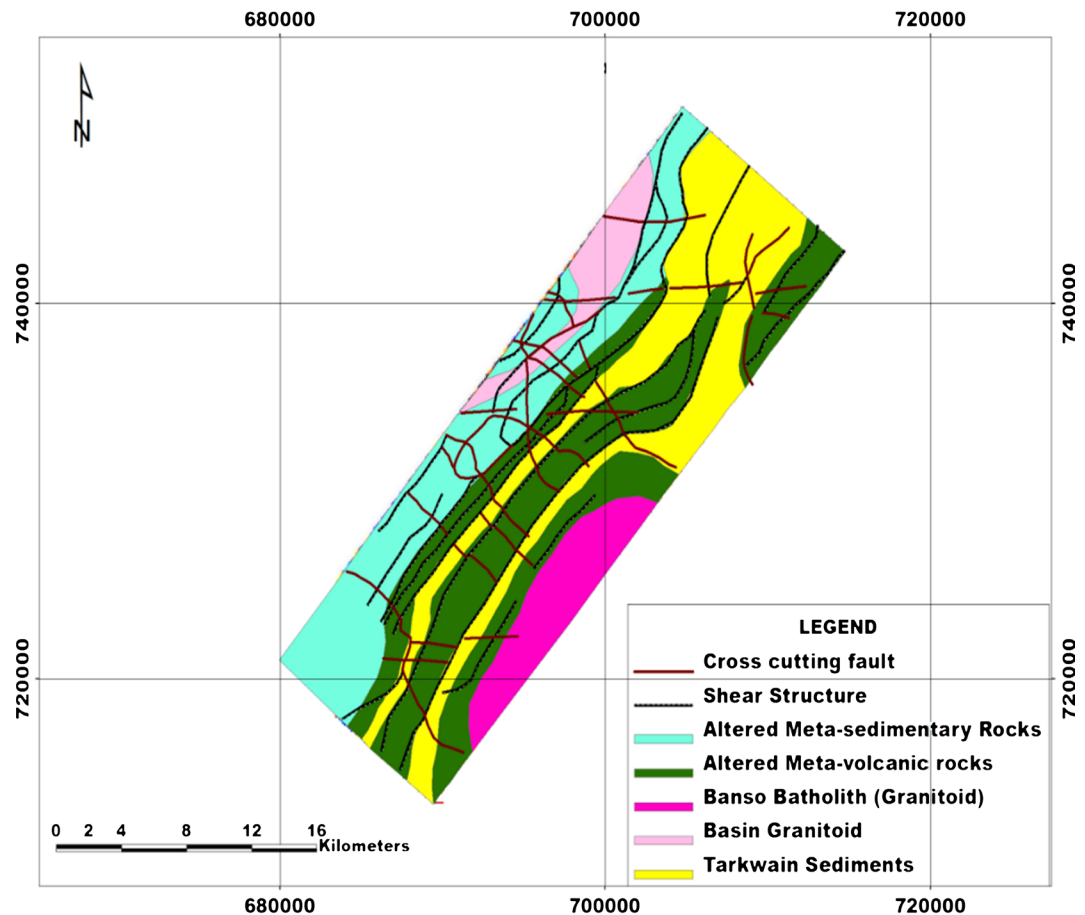 680000 700000 720000
N
740000 740000
720000 720000
LEGEND
Cross cutting fault
Shear Structure
Altered Meta-sedimentary Rocks
Altered Meta-volcanic rocks
Banso Batholith (Granitoid)
Basin Granitoid
Tarkwain Sediments
0 2 4 8 12 16
Kilometers
680000 700000 720000